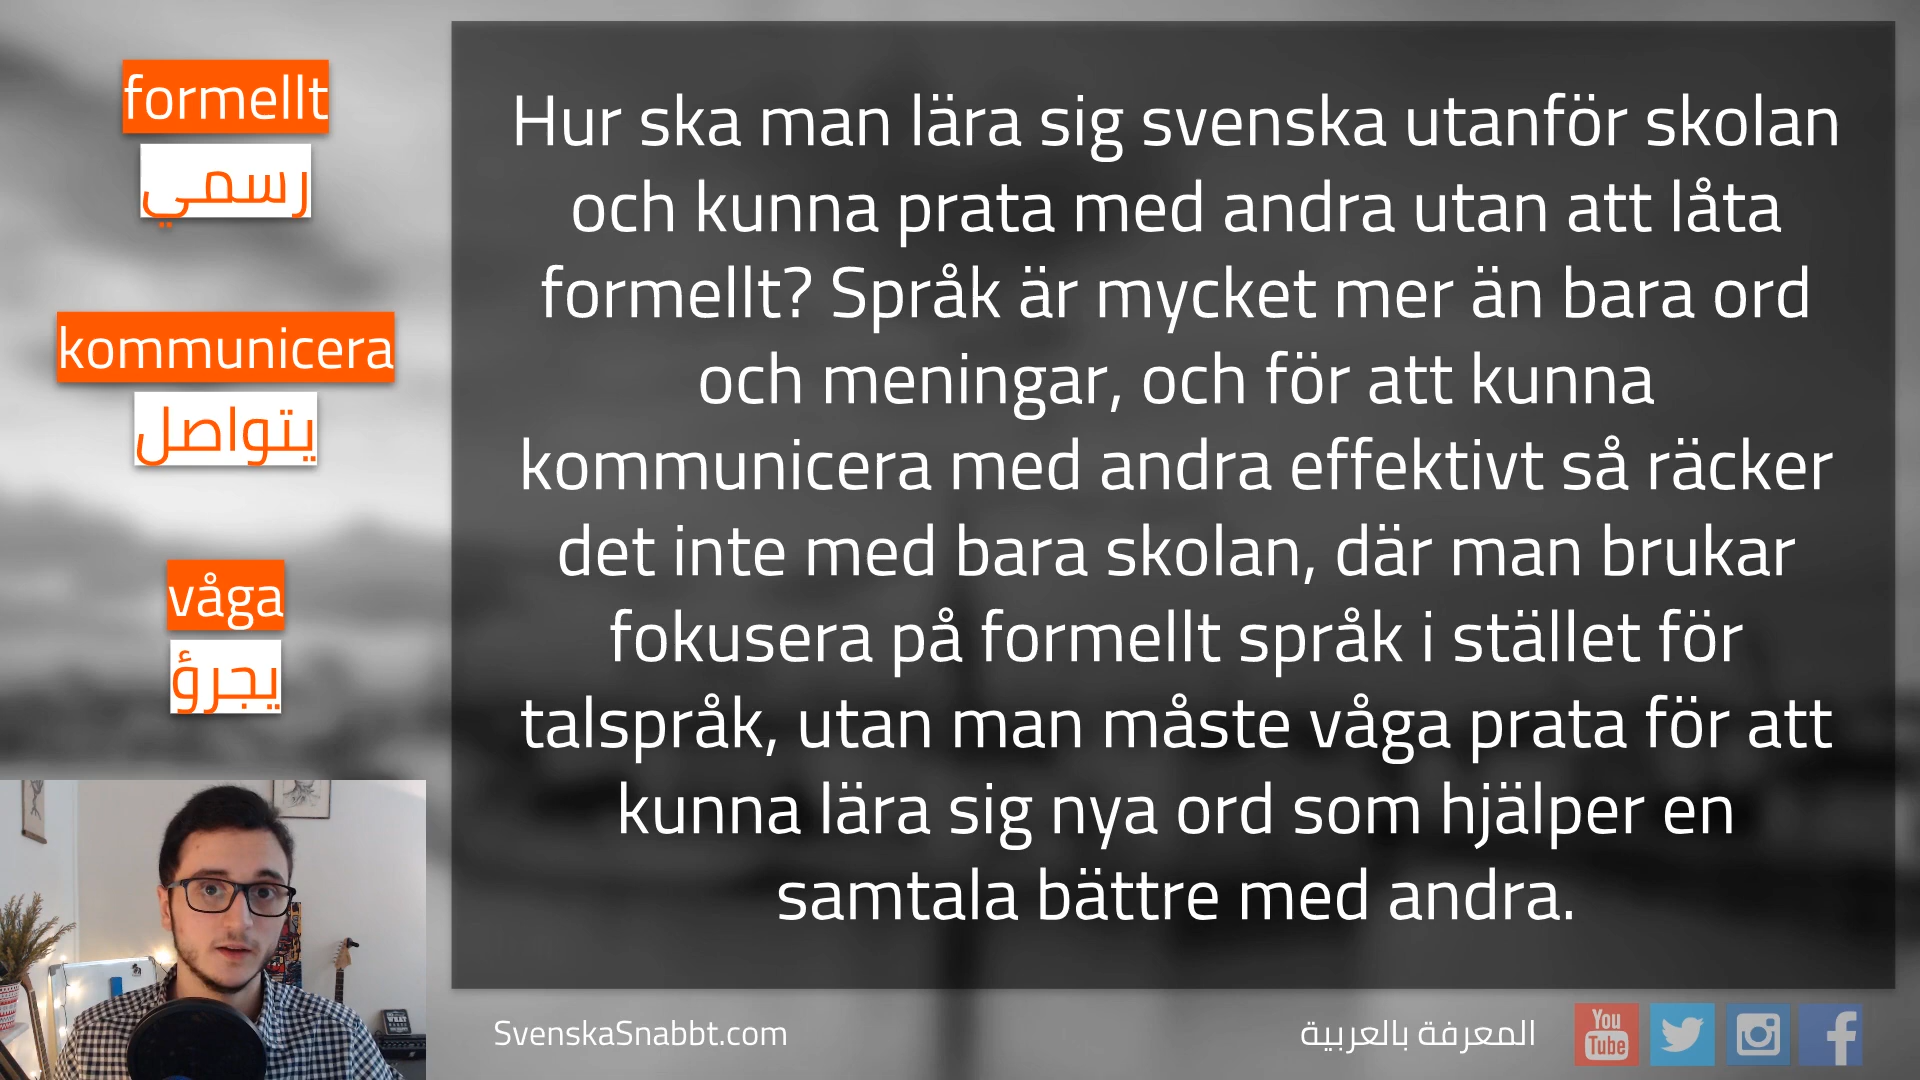 formellt
رسمي
kommunicera
يتواصل
våga
يجرؤ
Hur ska man lära sig svenska utanför skolan
och kunna prata med andra utan att låta
formellt? Språk är mycket mer än bara ord
och meningar, och för att kunna
kommunicera med andra effektivt så räcker
det inte med bara skolan, där man brukar
fokusera på formellt språk i stället för
talspråk, utan man måste våga prata för att
kunna lära sig nya ord som hjälper en
samtala bättre med andra.
SvenskaSnabbt.com
المعرفة بالعربية
You
Tube